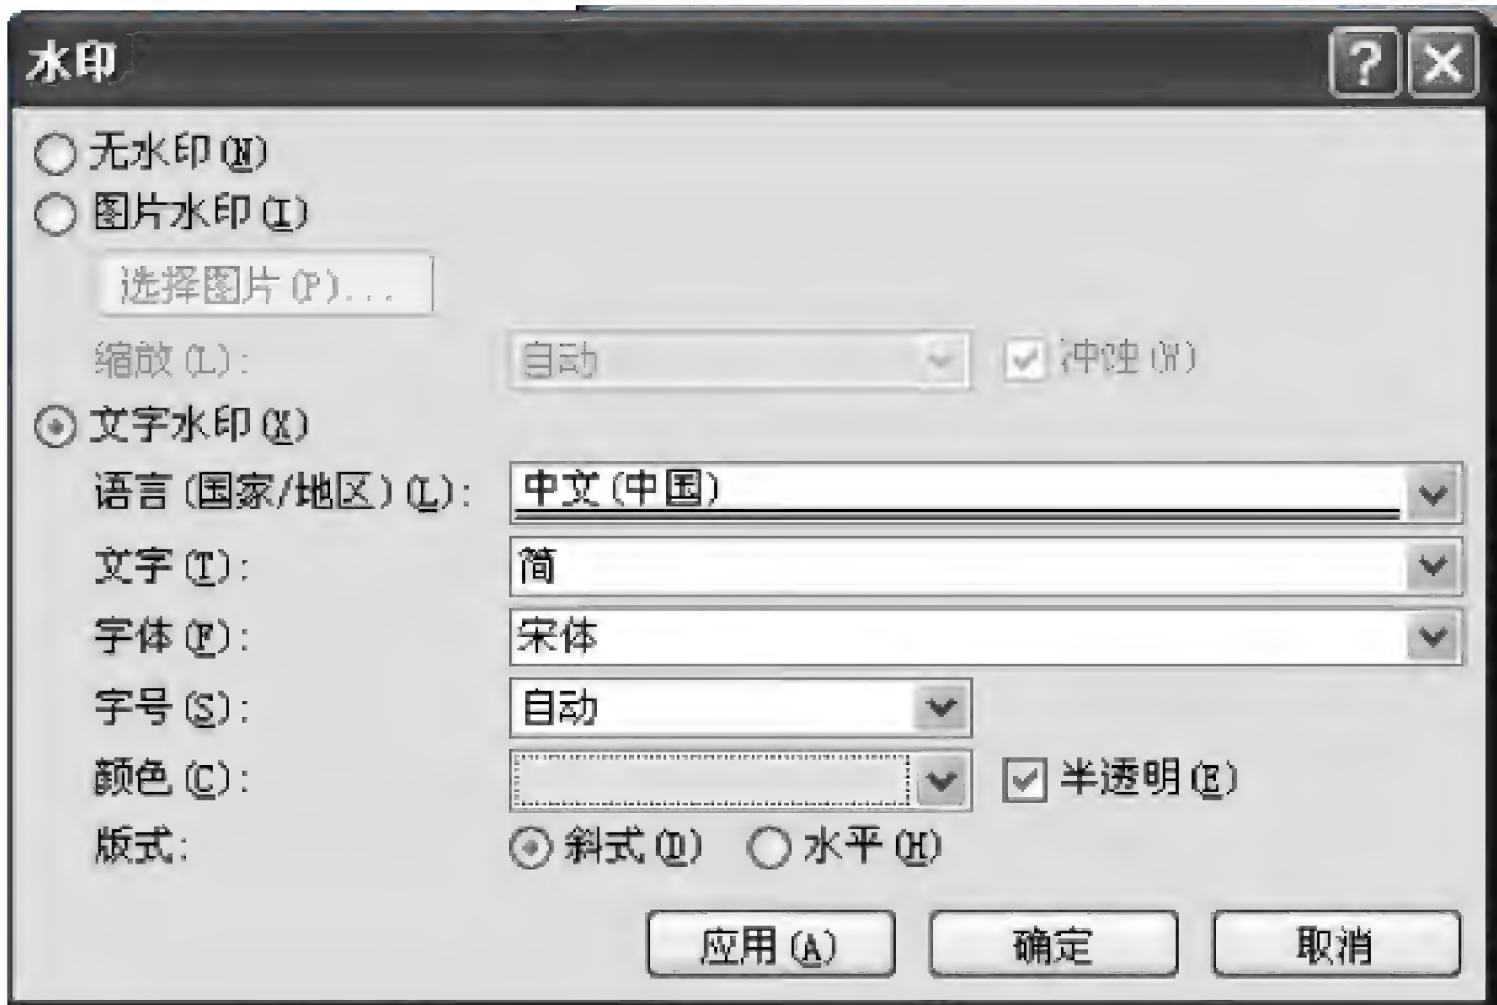 水印
无水印(N)
图片水印(I)
选择图片(P)...
缩放(L): 自动 冲蚀(W)
文字水印(X)
语言(国家/地区)(L): 中文(中国)
文字(T): 简
字体(F): 宋体
字号(S): 自动
颜色(C): 半透明(E)
版式: 斜式(D) 水平(H)
应用(A) 确定 取消